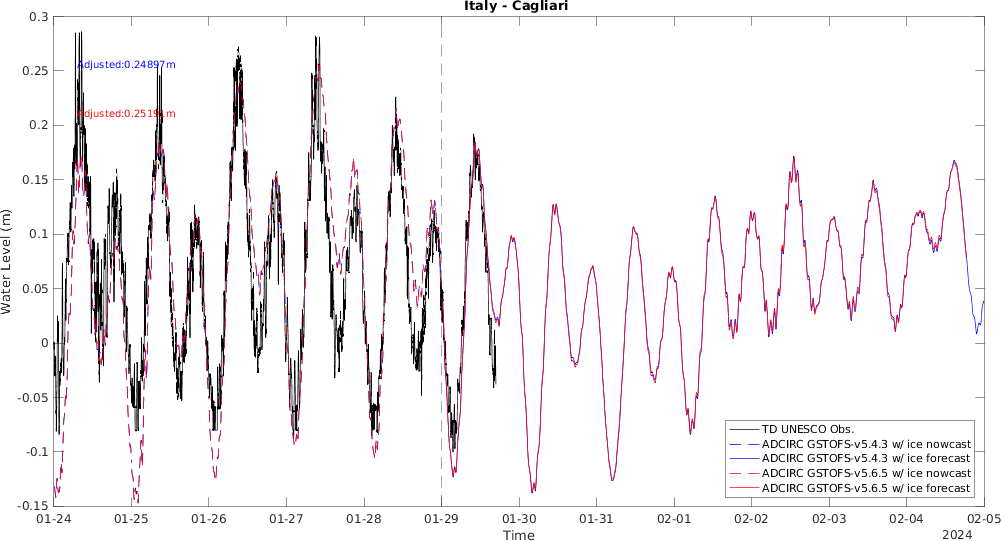 Italy - Cagliari
0.3
0.25
0.2
0.15
0.1
0.05
0
-0.05
-0.1
-0.15
Water Level (m)
Adjusted:0.24897m
TD UNESCO Obs.
ADCIRC GSTOFS-v5.4.3 w/ ice nowcast
ADCIRC GSTOFS-v5.4.3 w/ ice forecast
ADCIRC GSTOFS-v5.6.5 w/ ice nowcast
ADCIRC GSTOFS-v5.6.5 w/ ice forecast
01-24 01-25 01-26 01-27 01-28 01-29 01-30 01-31 02-01 02-02 02-03 02-04 02-05
Time
2024